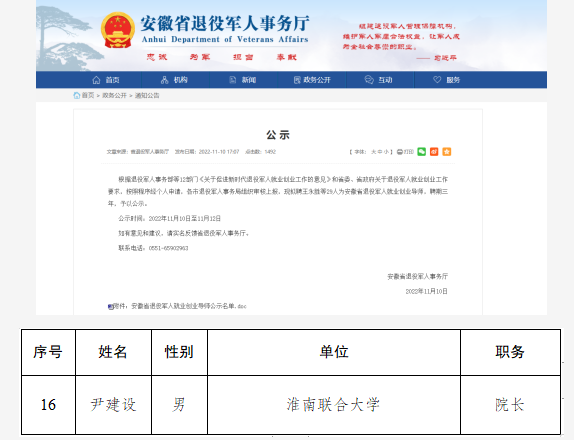 安徽省退役军人事务厅
Anhui Department of Veterans Affairs
忠诚 为军 担当 奉献
组建退役军人管理保障机构,
维护军人军属合法权益, 让军人成
为全社会尊崇的职业。
—— 习近平
首页 机构 新闻 政务公开 互动 服务
首页 > 政务公开 > 通知公告
公示
文章来源：省退役军人事务厅 发布日期：2022-11-10 17:07 点击数：1492 【 字体： 大 中 小 】 打印
根据退役军人事务部等12部门《关于促进新时代退役军人就业创业工作的意见》和省委、省政府关于退役军人就业创业工作
要求，按照程序经个人申请，各市退役军人事务局组织审核上报，现拟聘王永胜等29人为安徽省退役军人就业创业导师，聘期三
年，予以公示。
公示时间：2022年11月10日至11月12日
如有意见和建议，请实名反馈省退役军人事务厅。
联系电话：0551-65902963
安徽省退役军人事务厅
2022年11月10日
附件：安徽省退役军人就业创业导师公示名单.doc
序号 姓名 性别 单位 职务
16 尹建设 男 淮南联合大学 院长